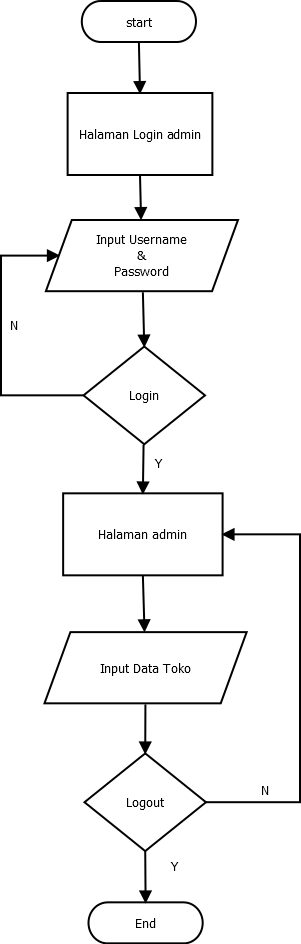 start
Halaman Login admin
Input Username
&
Password
N
Login
Y
Halaman admin
Input Data Toko
Logout
N
Y
End